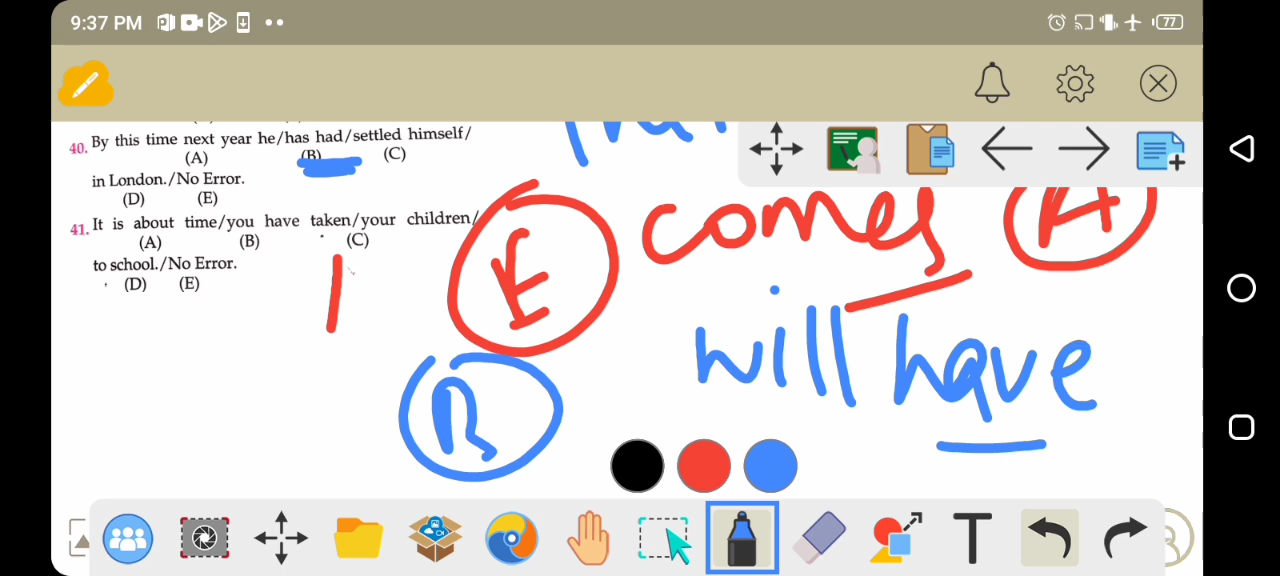 9:37 PM
77
40. By this time next year he/has had/settled himself/
(A) (B) (C)
in London./No Error.
(D) (E)
41. It is about time/you have taken/your children/
(A) (B) (C)
to school./No Error.
(D) (E)
comes A
E
will have
B
T